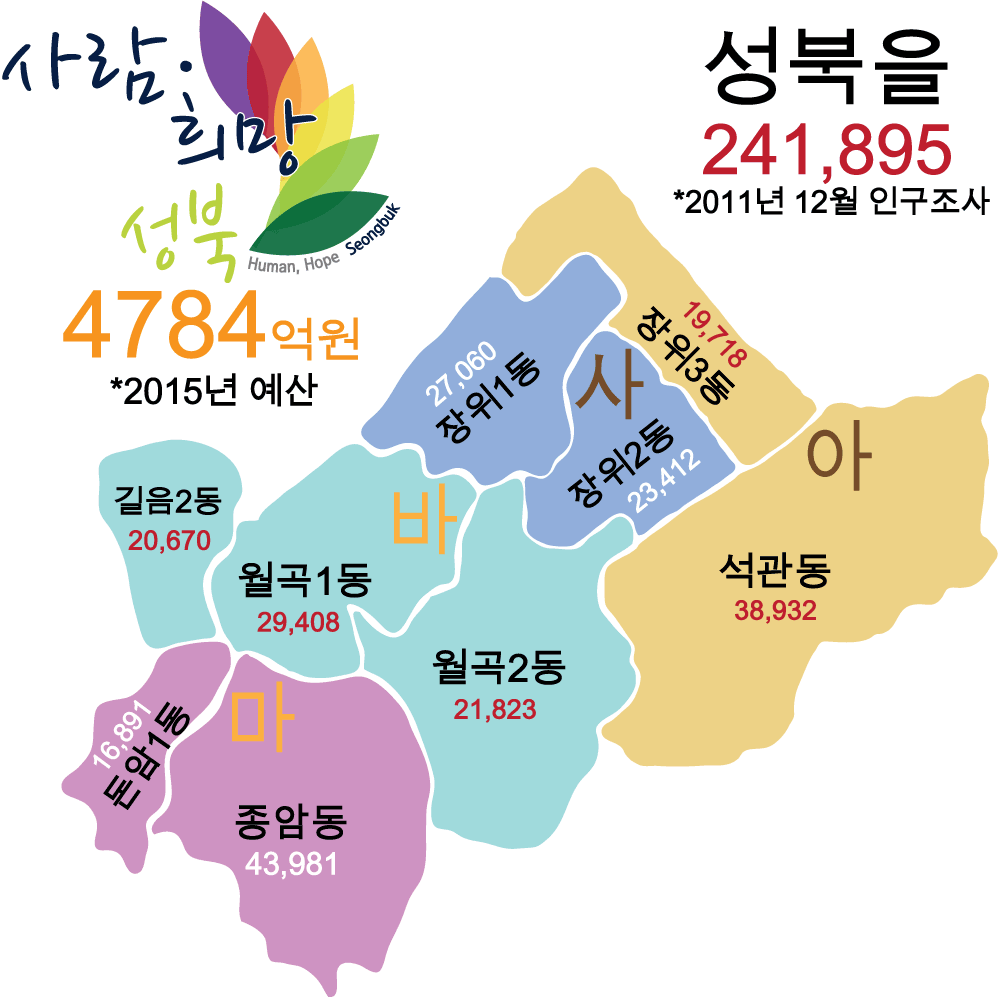 사람·
희망
성북
Human, Hope Seongbuk
4784억원
*2015년 예산
성북을
241,895
*2011년 12월 인구조사
19,718
장위3동
27,060
장위1동
사
장위2동
23,412
아
길음2동
20,670
바
월곡1동
29,408
석관동
38,932
월곡2동
21,823
16,891
돈암1동
마
종암동
43,981